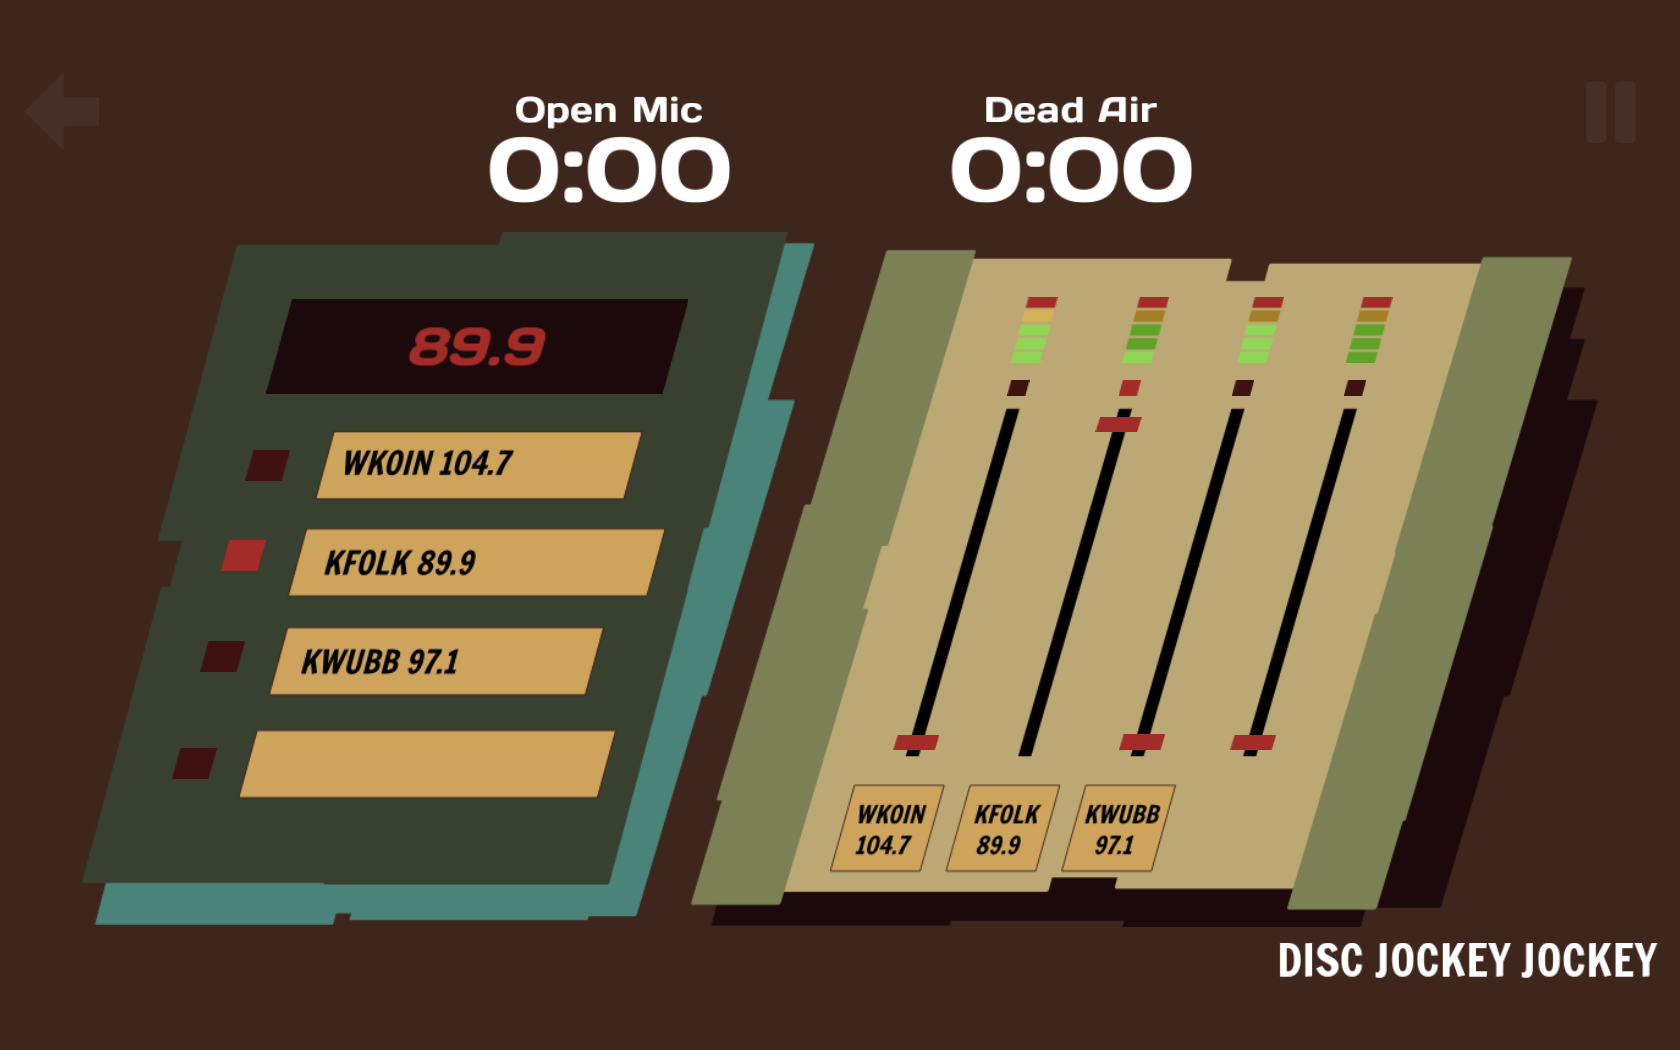 Open Mic
0:00
Dead Air
0:00
89.9
WKOIN 104.7
KFOLK 89.9
KWUBB 97.1
WKOIN
104.7
KFOLK
89.9
KWUBB
97.1
DISC JOCKEY JOCKEY